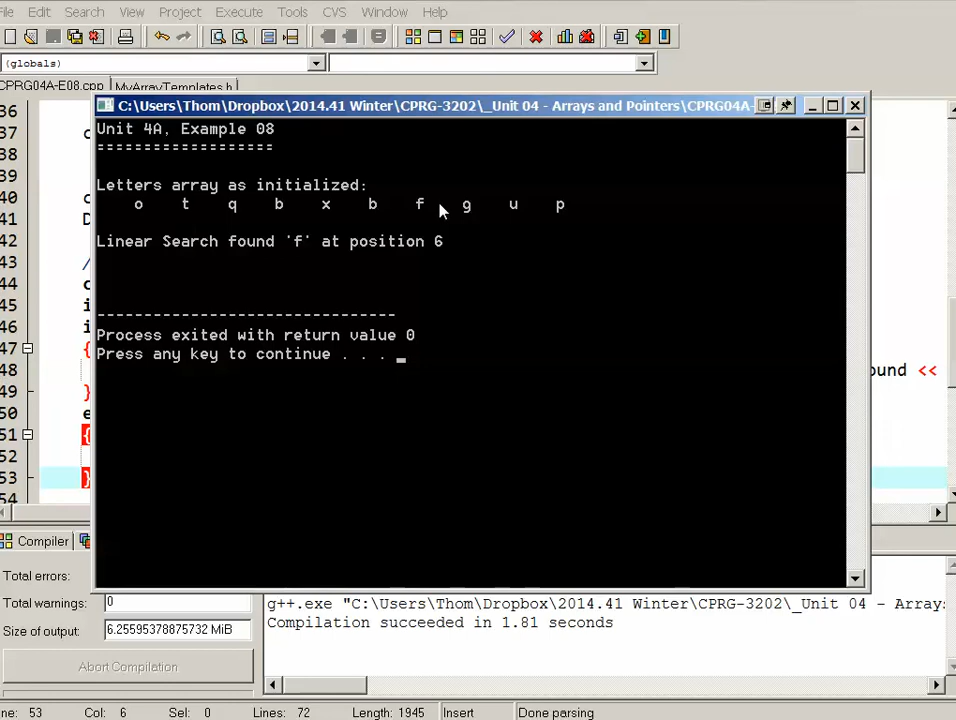 File Edit Search View Project Execute Tools CVS Window Help
(globals)
CPRG04A-E08.cpp MyArrayTemplates.h
C:\Users\Thom\Dropbox\2014.41 Winter\CPRG-3202\_Unit 04 - Arrays and Pointers\CPRG04A-
Unit 4A, Example 08
===================
Letters array as initialized:
o t q b x b f g u p
Linear Search found 'f' at position 6
--------------------------------
Process exited with return value 0
Press any key to continue . . . _
36
37 c
38
39
40 c
41 D
42
43 /
44 c
45 i
46 i
47 {
48 ound <<
49 }
50 e
51 {
52
53 }
54
Compiler
Total errors:
Total warnings: 0
Size of output: 6.25595378875732 MiB
Abort Compilation
g++.exe "C:\Users\Thom\Dropbox\2014.41 Winter\CPRG-3202\_Unit 04 - Arrays
Compilation succeeded in 1.81 seconds
ne: 53 Col: 6 Sel: 0 Lines: 72 Length: 1945 Insert Done parsing